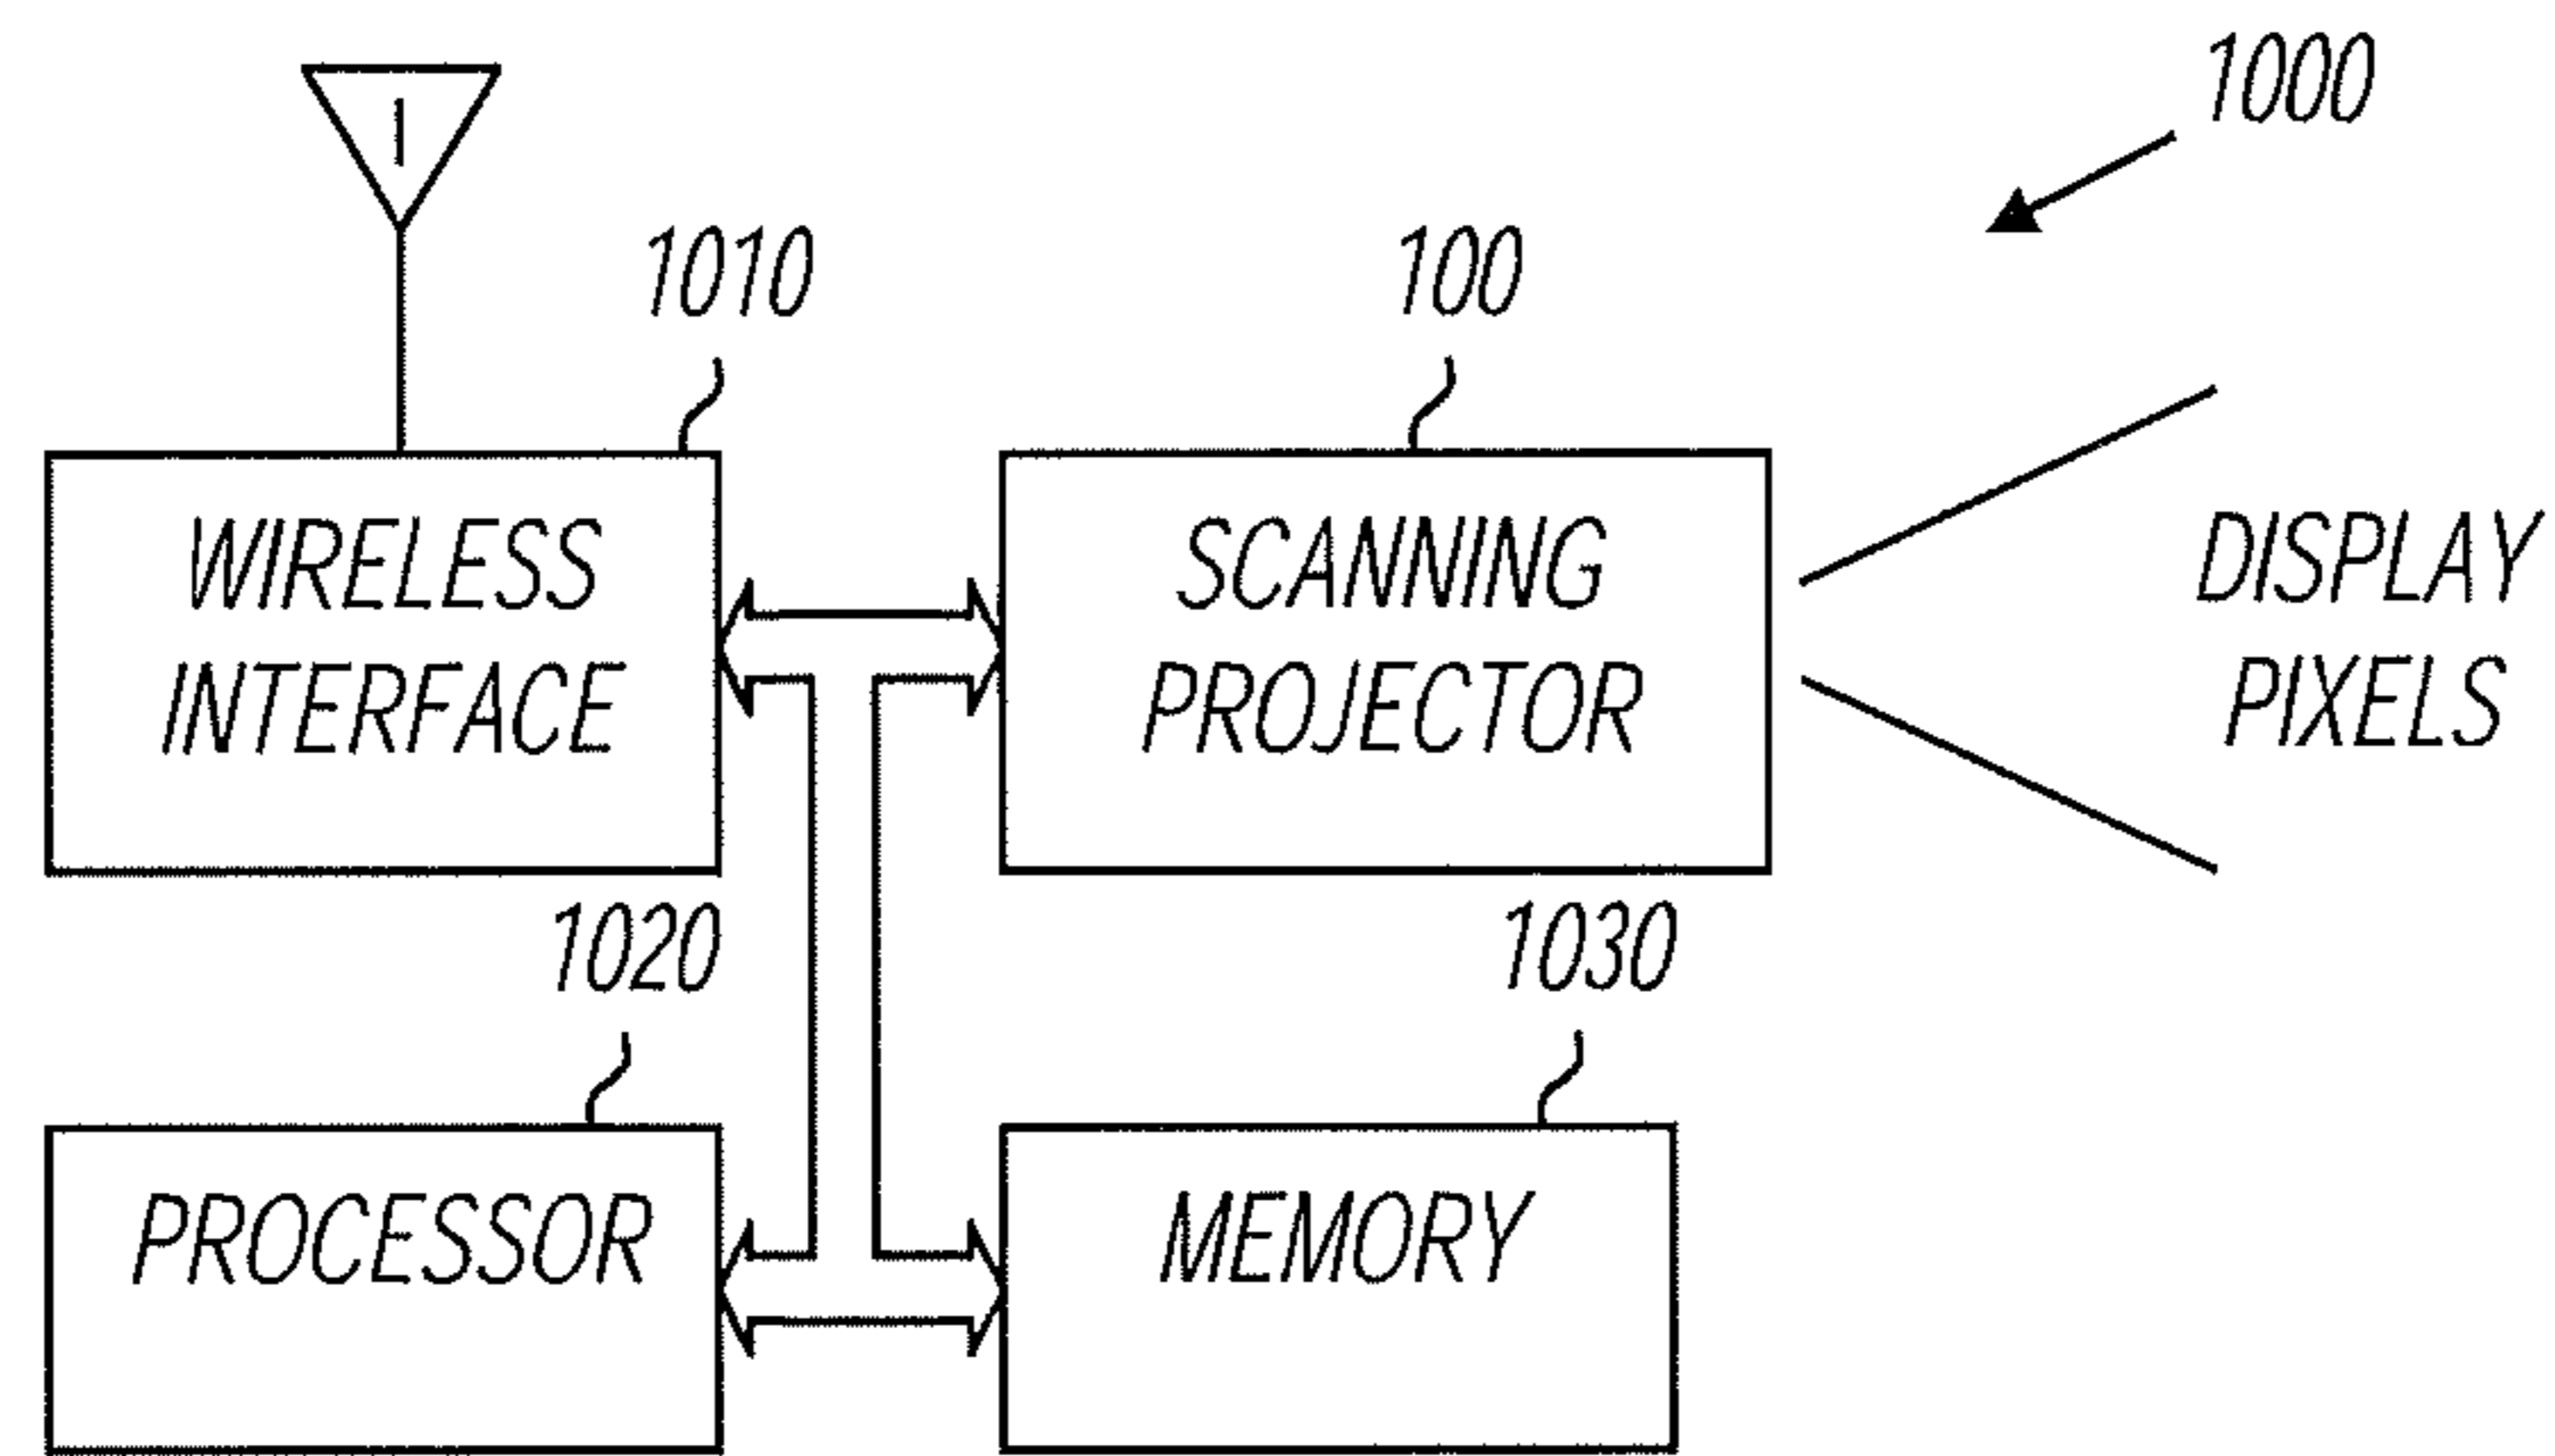 1000
1010
100
WIRELESS
INTERFACE
SCANNING
PROJECTOR
DISPLAY
PIXELS
1020
1030
PROCESSOR
MEMORY